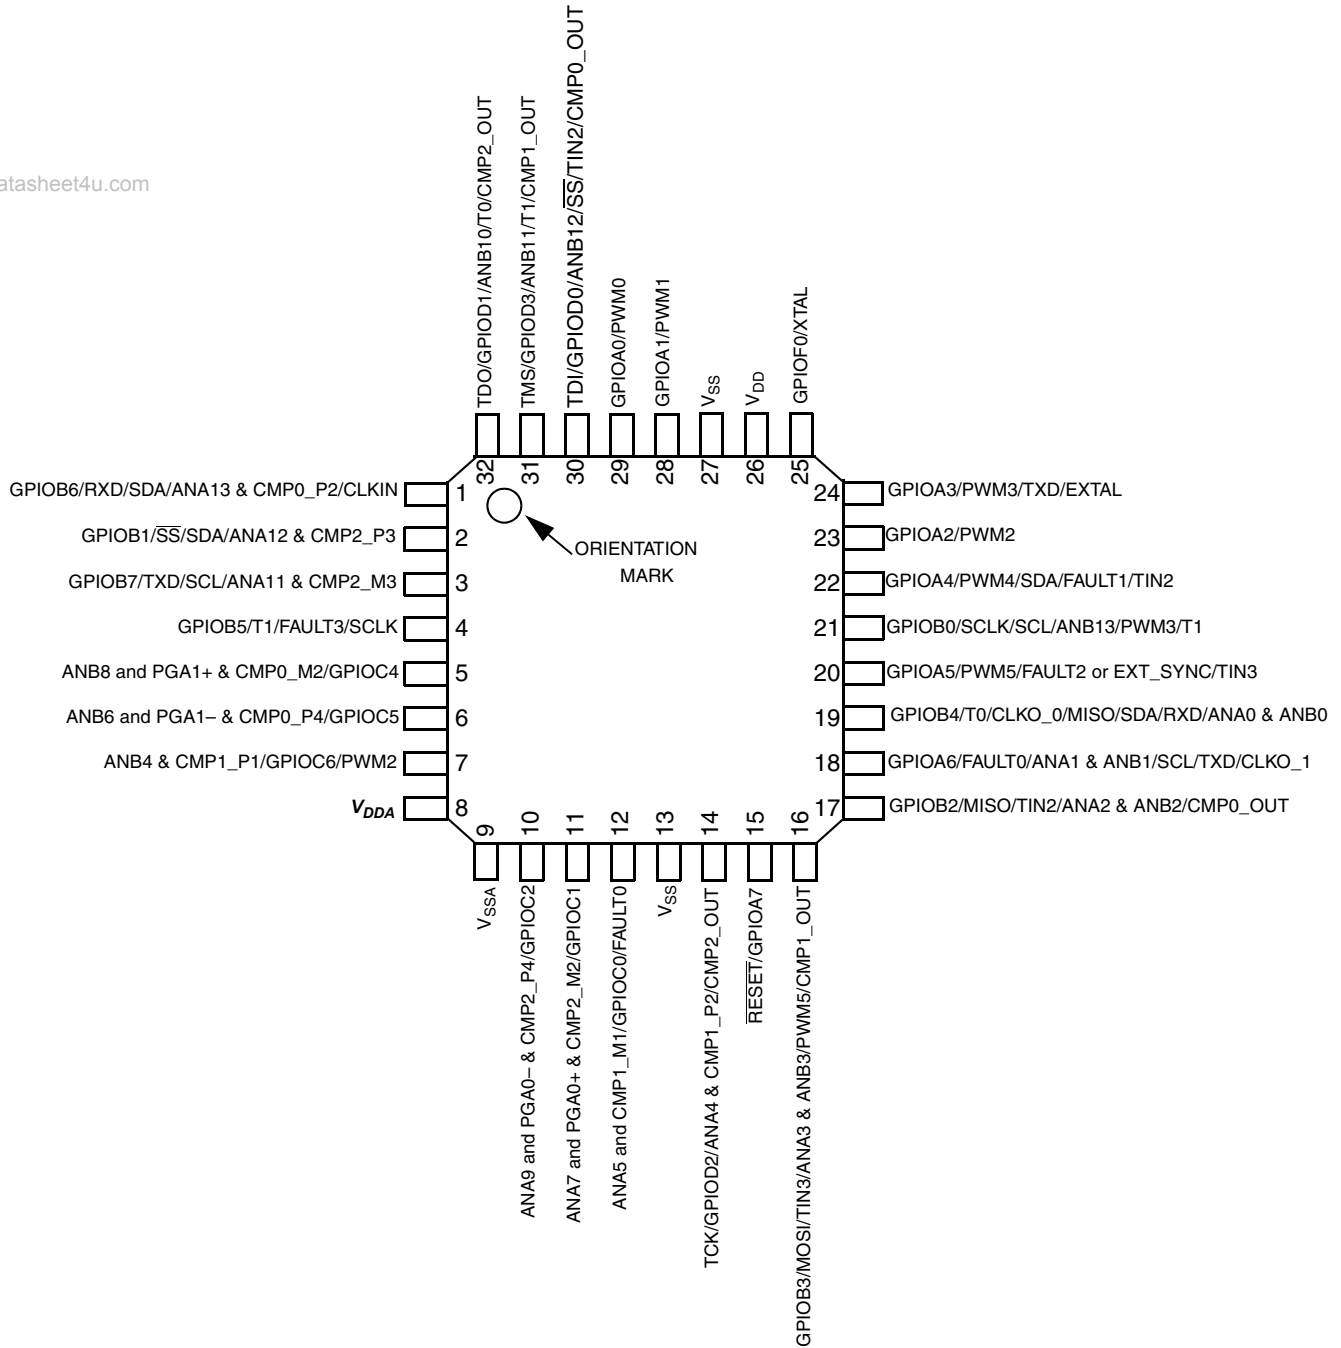 atasheet4u.com
TDO/GPIOD1/ANB10/T0/CMP2_OUT
TMS/GPIOD3/ANB11/T1/CMP1_OUT
TDI/GPIOD0/ANB12/S̅S̅/TIN2/CMP0_OUT
GPIOA0/PWM0
GPIOA1/PWM1
VSS
VDD
GPIOF0/XTAL
32
31
30
29
28
27
26
25
GPIOB6/RXD/SDA/ANA13 & CMP0_P2/CLKIN
1
GPIOB1/S̅S̅/SDA/ANA12 & CMP2_P3
2
GPIOB7/TXD/SCL/ANA11 & CMP2_M3
3
GPIOB5/T1/FAULT3/SCLK
4
ANB8 and PGA1+ & CMP0_M2/GPIOC4
5
ANB6 and PGA1– & CMP0_P4/GPIOC5
6
ANB4 & CMP1_P1/GPIOC6/PWM2
7
VDDA
8
ORIENTATION
MARK
24
GPIOA3/PWM3/TXD/EXTAL
23
GPIOA2/PWM2
22
GPIOA4/PWM4/SDA/FAULT1/TIN2
21
GPIOB0/SCLK/SCL/ANB13/PWM3/T1
20
GPIOA5/PWM5/FAULT2 or EXT_SYNC/TIN3
19
GPIOB4/T0/CLKO_0/MISO/SDA/RXD/ANA0 & ANB0
18
GPIOA6/FAULT0/ANA1 & ANB1/SCL/TXD/CLKO_1
17
GPIOB2/MISO/TIN2/ANA2 & ANB2/CMP0_OUT
9
10
11
12
13
14
15
16
VSSA
ANA9 and PGA0– & CMP2_P4/GPIOC2
ANA7 and PGA0+ & CMP2_M2/GPIOC1
ANA5 and CMP1_M1/GPIOC0/FAULT0
VSS
TCK/GPIOD2/ANA4 & CMP1_P2/CMP2_OUT
R̅E̅S̅E̅T̅/GPIOA7
GPIOB3/MOSI/TIN3/ANA3 & ANB3/PWM5/CMP1_OUT